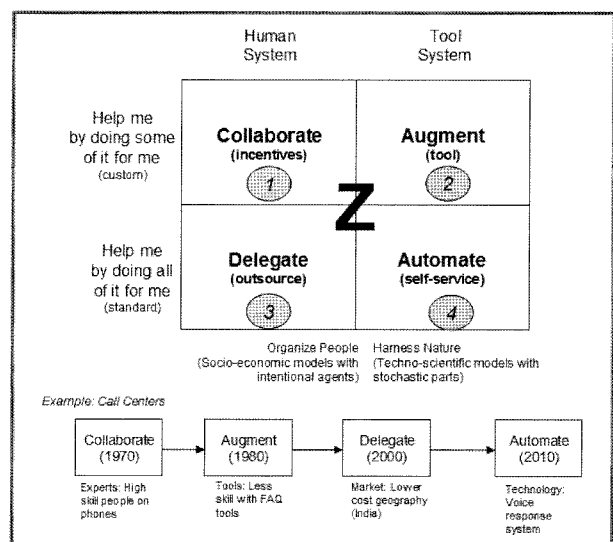 Human
System
Tool
System
Help me
by doing some
of it for me
(custom)
Collaborate
(incentives)
1
Augment
(tool)
2
Z
Help me
by doing all
of it for me
(standard)
Delegate
(outsource)
3
Automate
(self-service)
4
Organize People
(Socio-economic models with
intentional agents)
Harness Nature
(Techno-scientific models with
stochastic parts)
Example: Call Centers
Collaborate
(1970)
Augment
(1980)
Delegate
(2000)
Automate
(2010)
Experts: High
skill people on
phones
Tools: Less
skill with FAQ
tools
Market: Lower
cost geography
(India)
Technology:
Voice
response
system